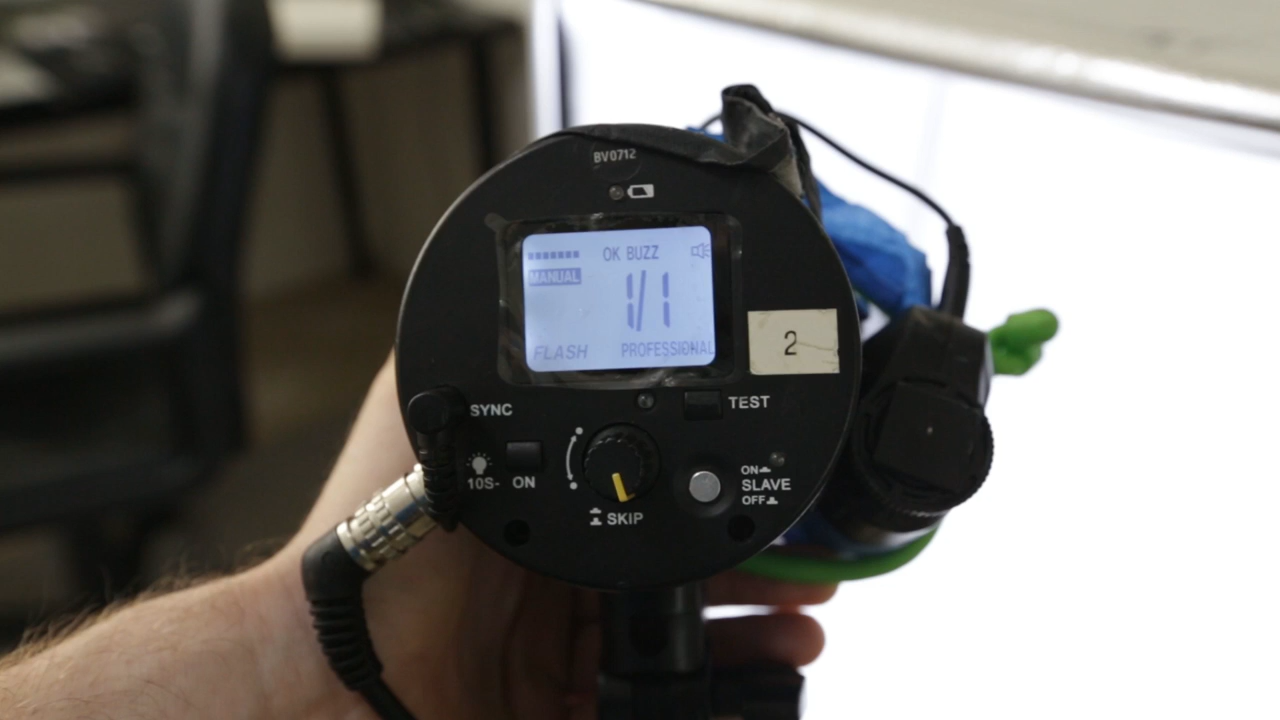 BV0712
OK BUZZ
MANUAL
1/1
FLASH PROFESSIONAL
2
SYNC
TEST
10S- ON
ON
SLAVE
OFF
SKIP